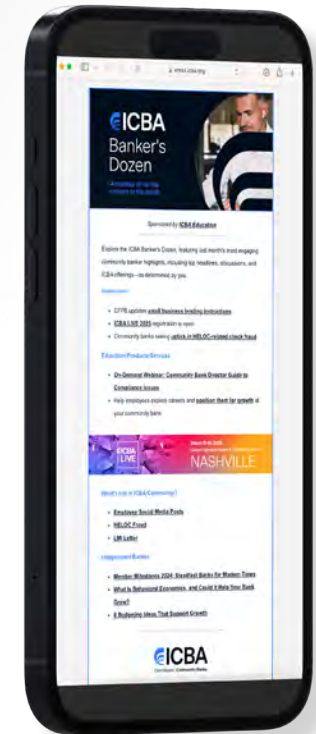 ICBA
Banker's
Dozen
Sponsored by ICBA Education
Explore the ICBA Banker's Dozen, featuring last month's most engaging
community banker highlights, including top headlines, discussions, and
ICBA offerings—as determined by you.
CFPB updates small business lending instructions
ICBA LIVE 2025 registration is open
Community banks seeing uptick in HELOC-related check fraud
Education/Products/Services
On-Demand Webinar: Community Bank Director Guide to
Compliance Issues
Help employees explore careers and position them for growth at
your community bank
ICBA
LIVE
NASHVILLE
What's Hot in ICBA Community?
Employee Social Media Posts
HELOC Fraud
LMI Letter
Independent Banker
Member Milestones 2024: Steadfast Banks for Modern Times
What Is Behavioral Economics, and Could It Help Your Bank
Grow?
6 Budgeting Ideas That Support Growth
ICBA